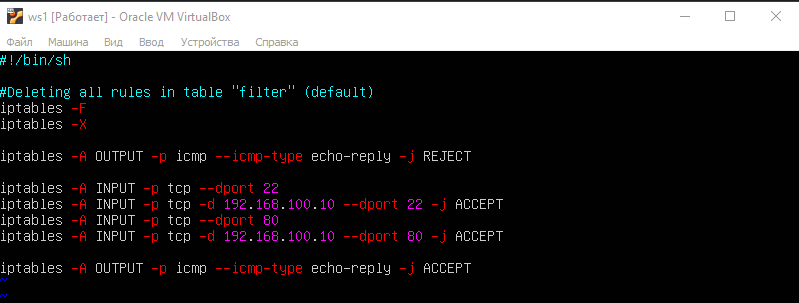 ws1 [Работает] - Oracle VM VirtualBox
Файл Машина Вид Ввод Устройства Справка
#!/bin/sh
#Deleting all rules in table "filter" (default)
iptables -F
iptables -X
iptables -A OUTPUT -p icmp --icmp-type echo-reply -j REJECT
iptables -A INPUT -p tcp --dport 22
iptables -A INPUT -p tcp -d 192.168.100.10 --dport 22 -j ACCEPT
iptables -A INPUT -p tcp --dport 80
iptables -A INPUT -p tcp -d 192.168.100.10 --dport 80 -j ACCEPT
iptables -A OUTPUT -p icmp --icmp-type echo-reply -j ACCEPT
~
~